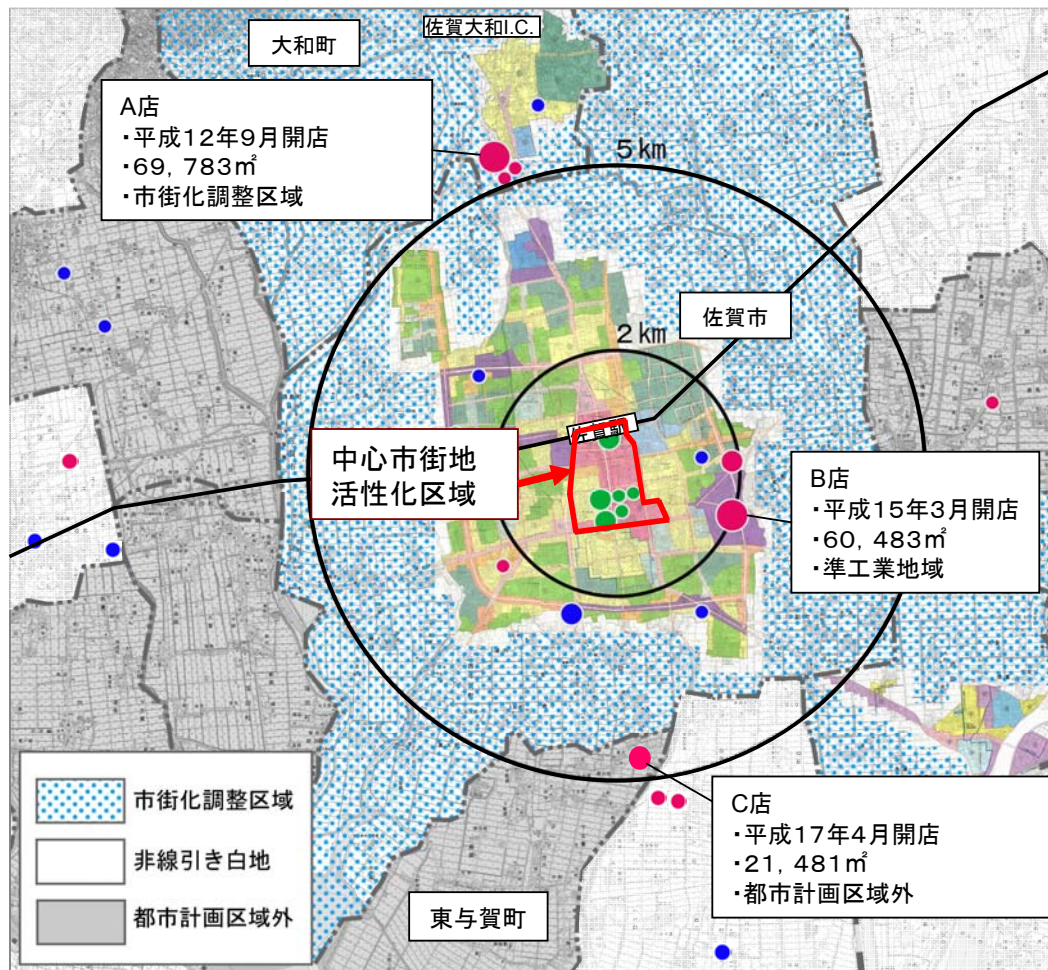 佐賀大和I.C.
大和町
A店
・平成12年9月開店
・69,783㎡
・市街化調整区域
5km
佐賀市
2km
佐賀駅
中心市街地
活性化区域
B店
・平成15年3月開店
・60,483㎡
・準工業地域
C店
・平成17年4月開店
・21,481㎡
・都市計画区域外
市街化調整区域
非線引き白地
都市計画区域外
東与賀町